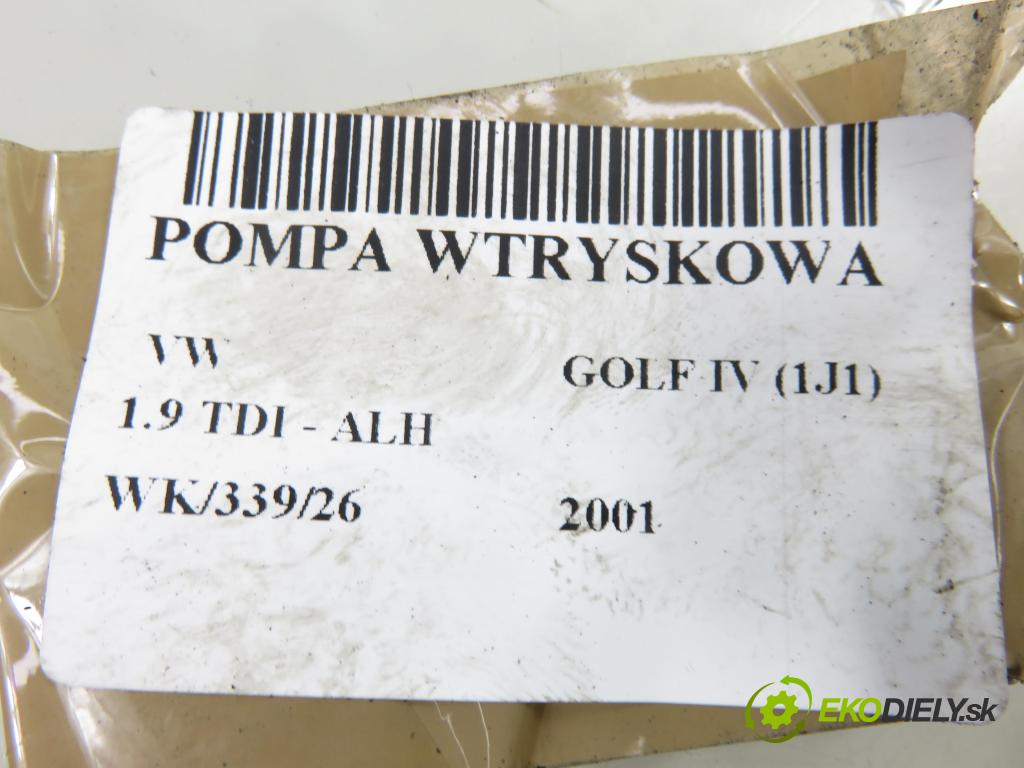 POMPA WTRYSKOWA
VW GOLF IV (1J1)
1.9 TDI - ALH
WK/339/26 2001
EKODIELY.sk